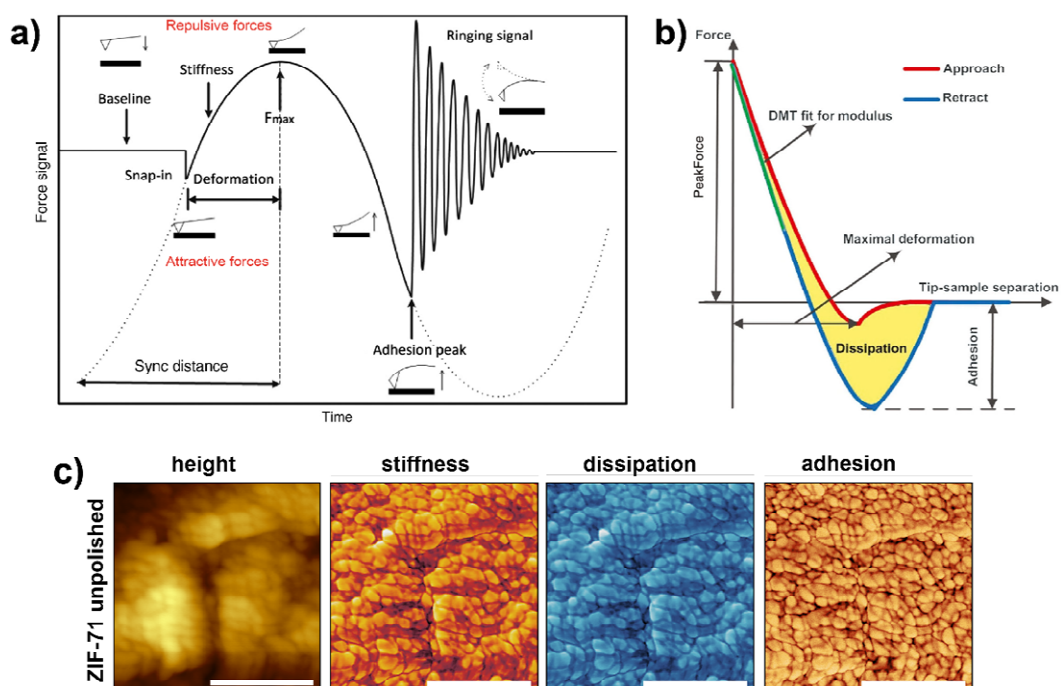 a)
Repulsive forces
Ringing signal
Stiffness
Baseline
Fmax
Snap-in
Deformation
Attractive forces
Adhesion peak
Sync distance
Force signal
Time
b)
Force
Approach
Retract
DMT fit for modulus
PeakForce
Maximal deformation
Tip-sample separation
Dissipation
Adhesion
c)
height
stiffness
dissipation
adhesion
ZIF-71 unpolished